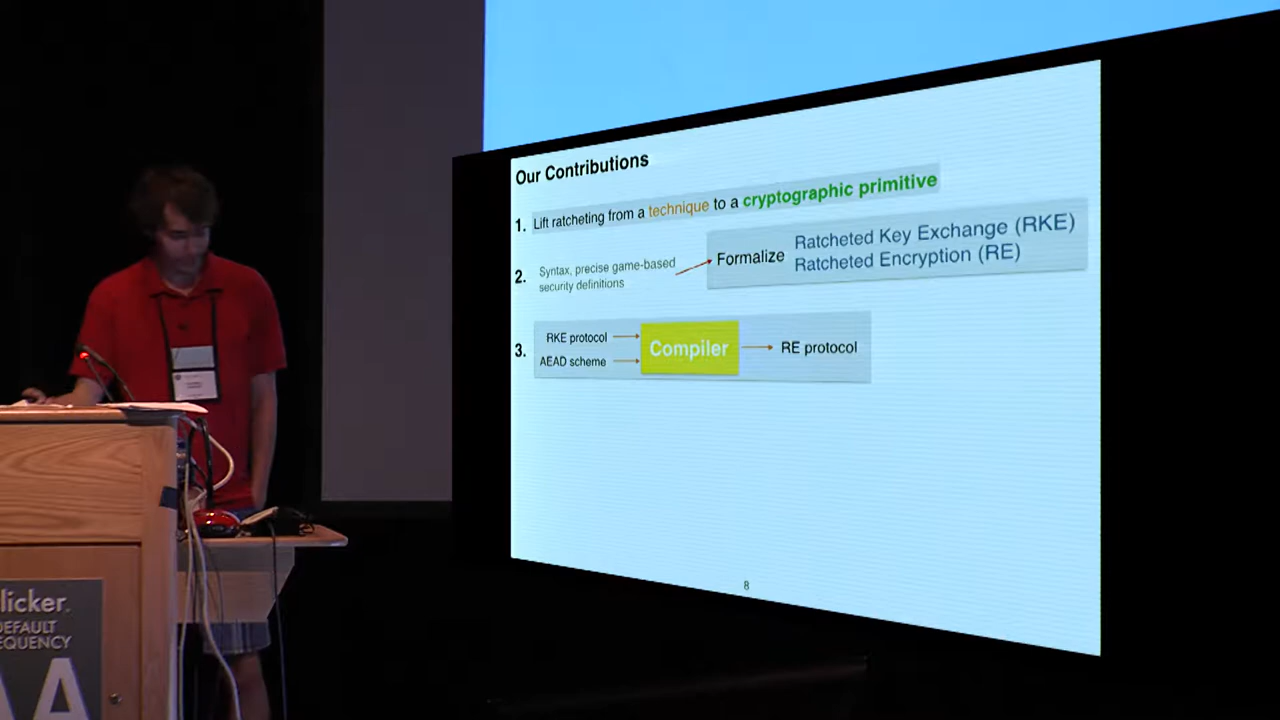 Our Contributions
1. Lift ratcheting from a technique to a cryptographic primitive
2. Syntax, precise game-based
security definitions
Formalize
Ratcheted Key Exchange (RKE)
Ratcheted Encryption (RE)
3. RKE protocol
AEAD scheme
Compiler
RE protocol
8
licker
DEFAULT
EQUENCY
AA